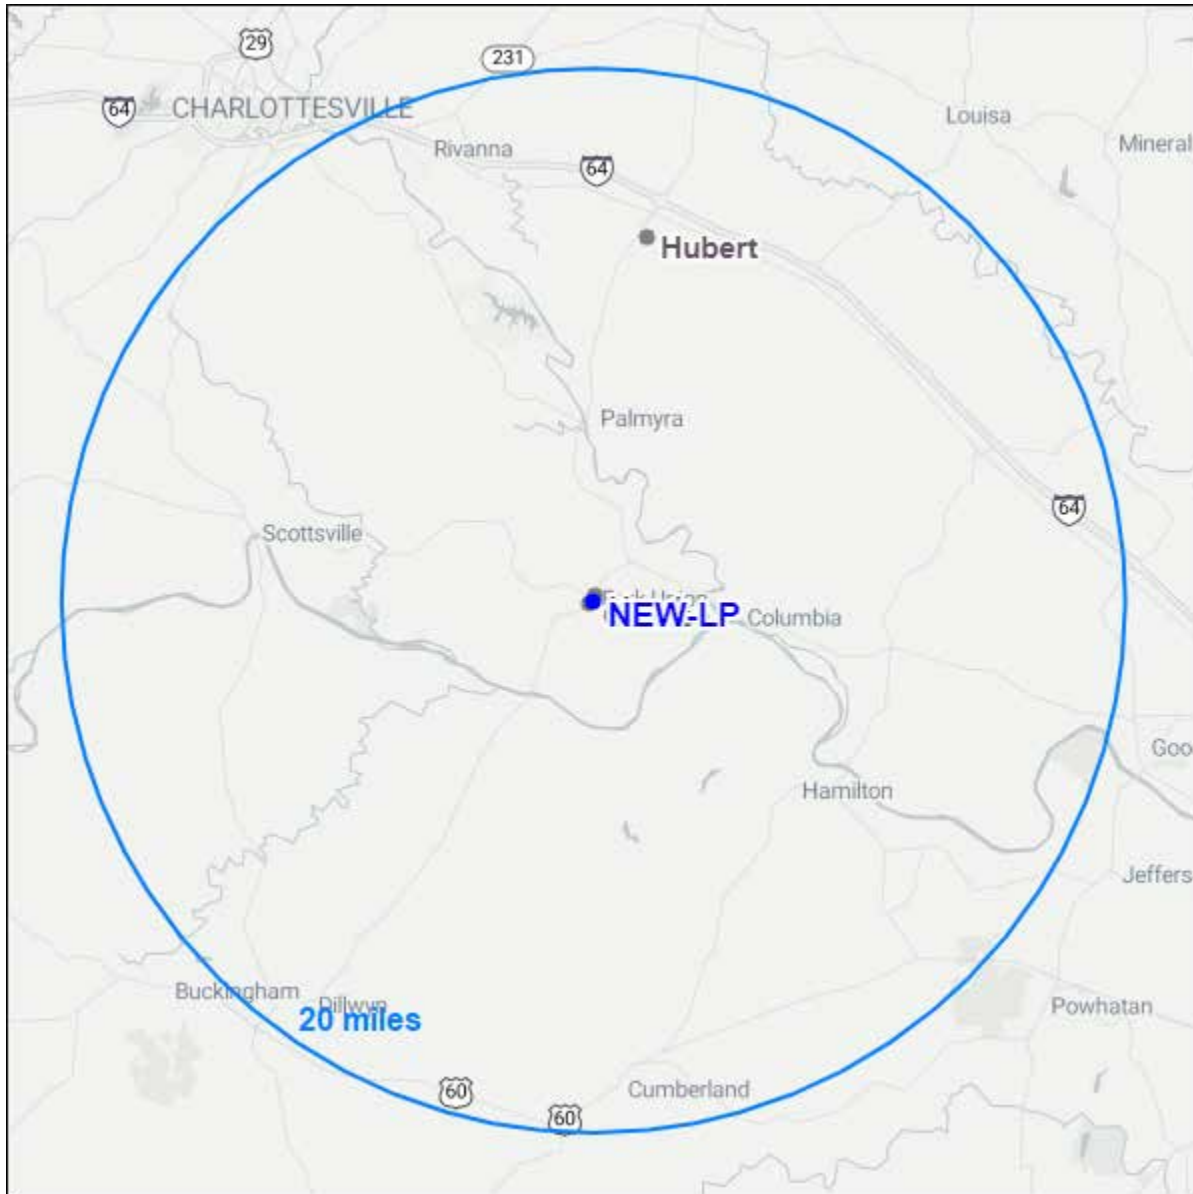 29
231
64
CHARLOTTESVILLE
Louisa
Mineral
Rivanna
64
Hubert
Palmyra
64
Scottsville
NEW-LP
Columbia
Goo
Hamilton
Jeffers
Buckingham
Dillwyn
Powhatan
20 miles
60
Cumberland
60